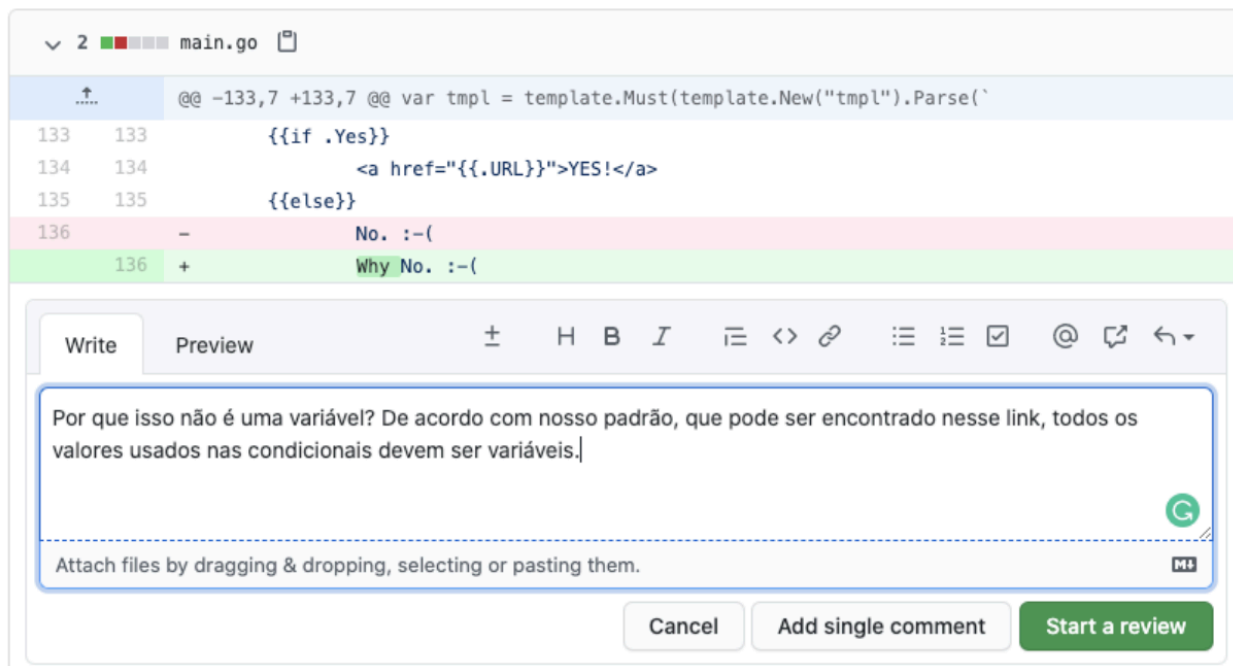 2 main.go
@@ -133,7 +133,7 @@ var tmpl = template.Must(template.New("tmpl").Parse(`
133 133 {{if .Yes}}
134 134 <a href="{{.URL}}">YES!</a>
135 135 {{else}}
136 - No. :-(
136 + Why No. :-(
Write Preview
Por que isso não é uma variável? De acordo com nosso padrão, que pode ser encontrado nesse link, todos os
valores usados nas condicionais devem ser variáveis.
Attach files by dragging & dropping, selecting or pasting them.
Cancel Add single comment Start a review